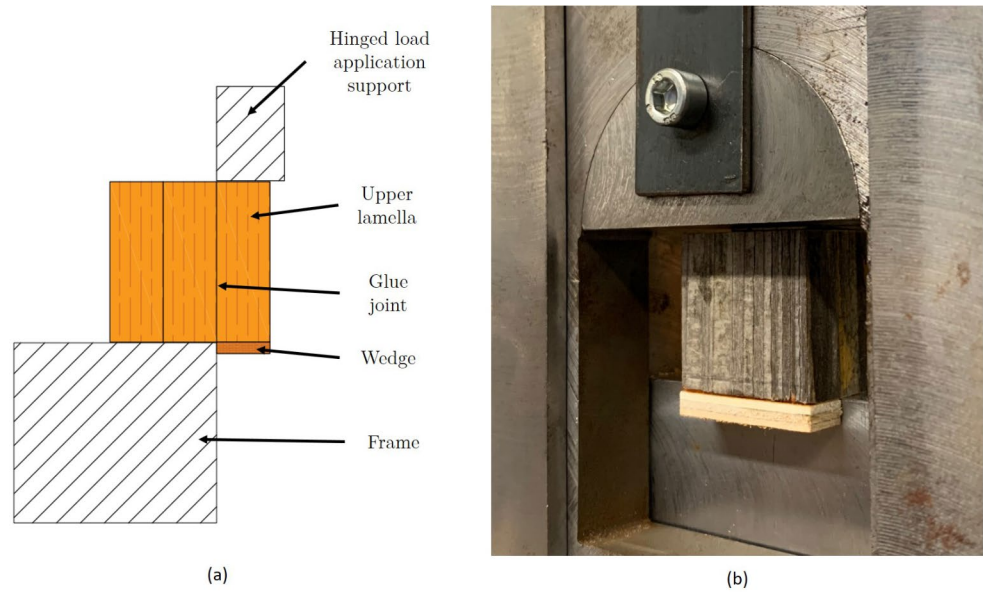 Hinged load
application
support
Upper
lamella
Glue
joint
Wedge
Frame
(a)
(b)